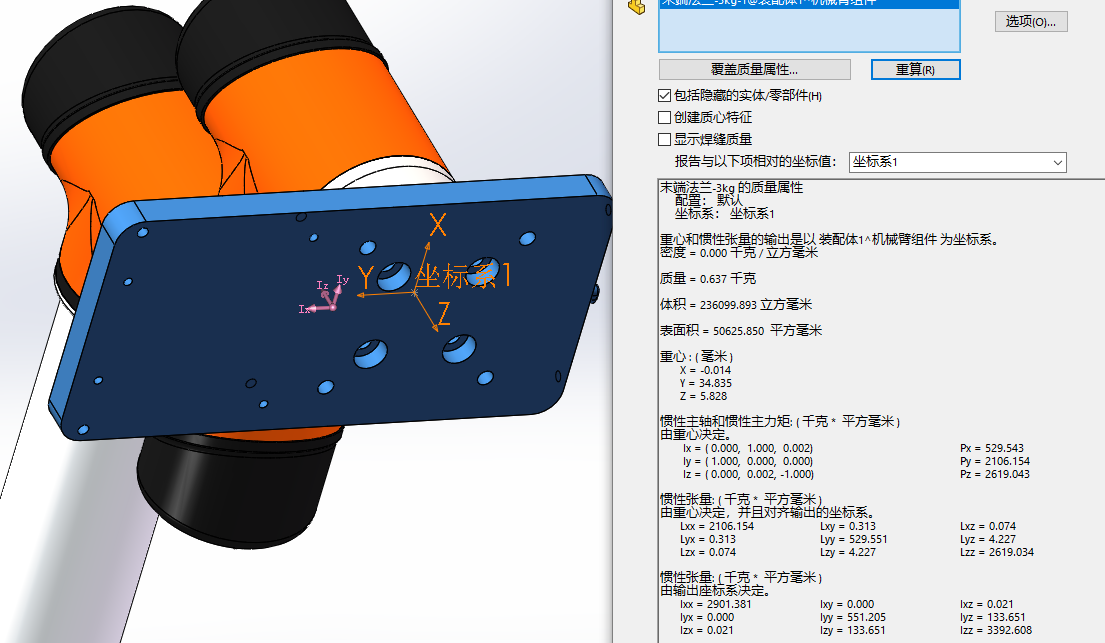 末端法兰-3kg-1@装配体1^机械臂组件
选项(O)...
覆盖质量属性...
重算(R)
包括隐藏的实体/零部件(H)
创建质心特征
显示焊缝质量
报告与以下项相对的坐标值：
坐标系1
末端法兰-3kg 的质量属性
配置： 默认
坐标系： 坐标系1
重心和惯性张量的输出是以 装配体1^机械臂组件 为坐标系。
密度 = 0.000 千克 / 立方毫米
质量 = 0.637 千克
体积 = 236099.893 立方毫米
表面积 = 50625.850 平方毫米
重心 : ( 毫米 )
X = -0.014
Y = 34.835
Z = 5.828
惯性主轴和惯性主力矩: ( 千克 * 平方毫米 )
由重心决定。
Ix = ( 0.000, 1.000, 0.002) Px = 529.543
Iy = ( 1.000, 0.000, 0.000) Py = 2106.154
Iz = ( 0.000, 0.002, -1.000) Pz = 2619.043
惯性张量: ( 千克 * 平方毫米 )
由重心决定，并且对齐输出的坐标系。
Lxx = 2106.154 Lxy = 0.313 Lxz = 0.074
Lyx = 0.313 Lyy = 529.551 Lyz = 4.227
Lzx = 0.074 Lzy = 4.227 Lzz = 2619.034
惯性张量: ( 千克 * 平方毫米 )
由输出座标系决定。
Ixx = 2901.381 Ixy = 0.000 Ixz = 0.021
Iyx = 0.000 Iyy = 551.205 Iyz = 133.651
Izx = 0.021 Izy = 133.651 Izz = 3392.608
X
Y
坐标系1
Z
Iz
Iy
Ix